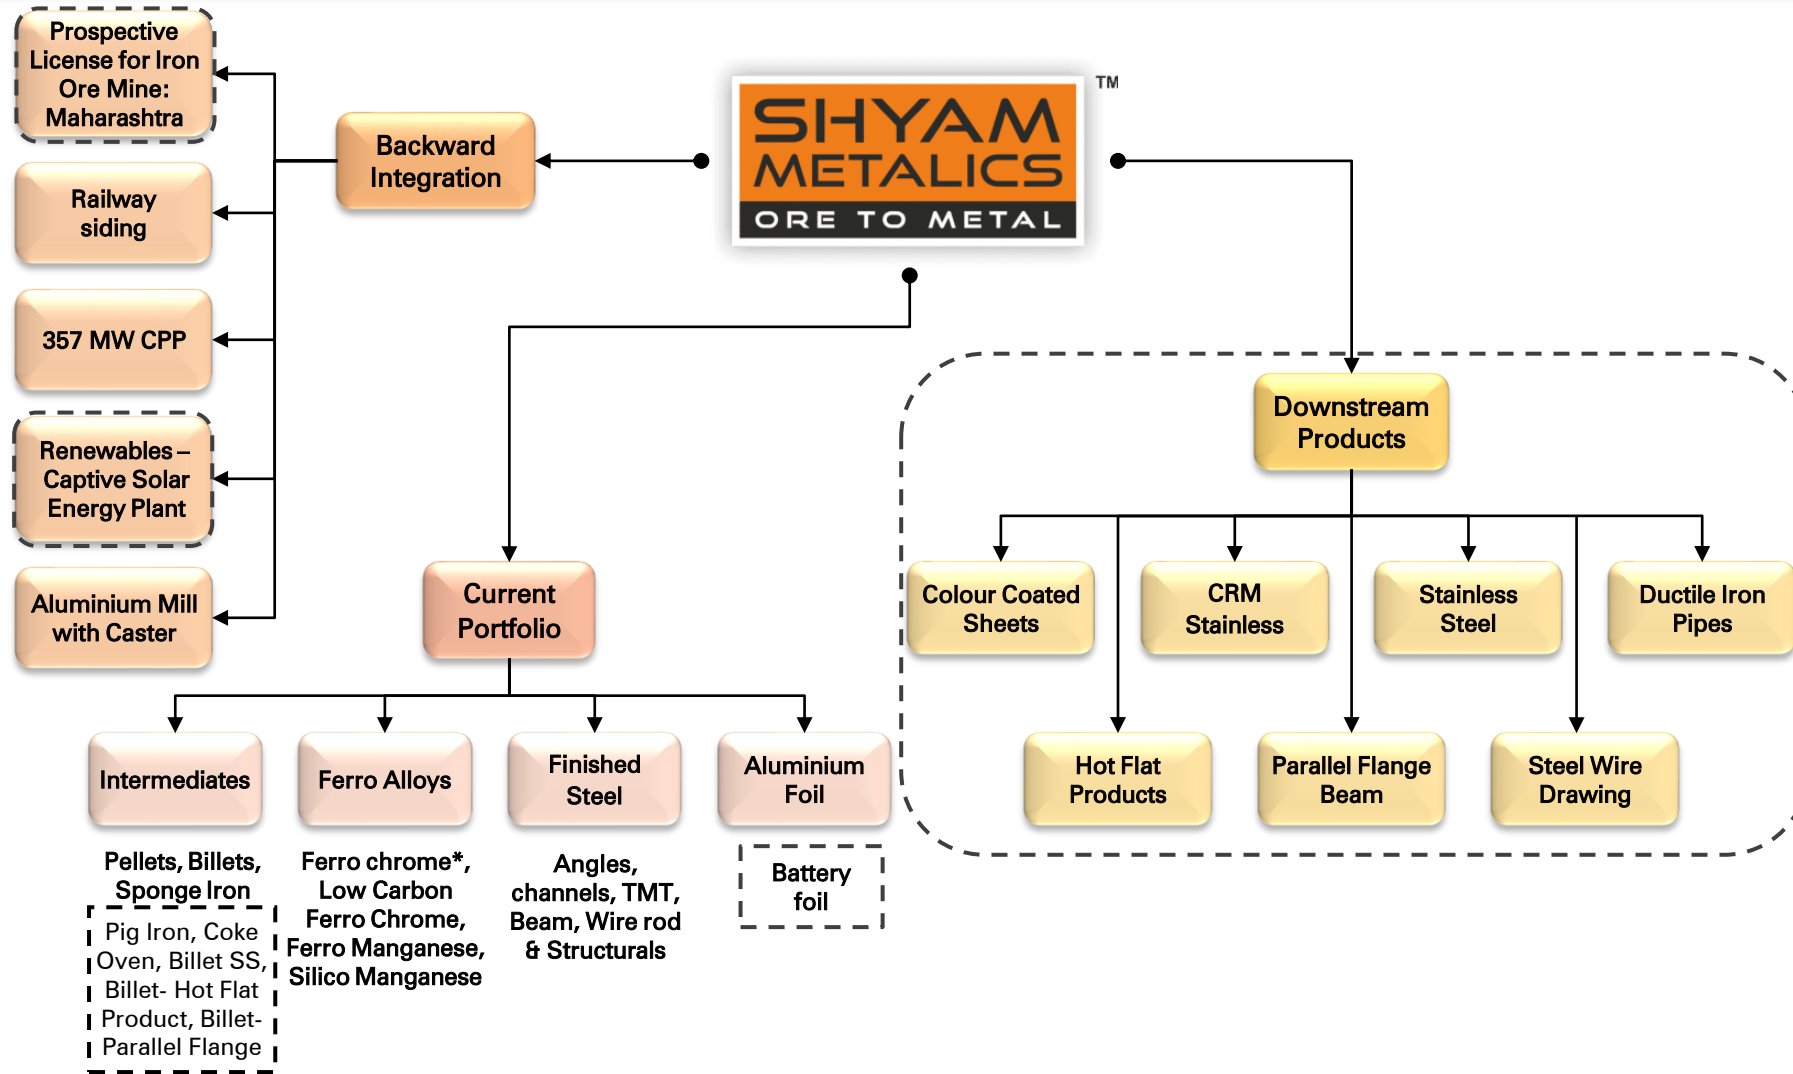 Prospective
License for Iron
Ore Mine:
Maharashtra
Railway
siding
357 MW CPP
Renewables –
Captive Solar
Energy Plant
Aluminium Mill
with Caster
Backward
Integration
SHYAM
METALICS
ORE TO METAL
TM
Downstream
Products
Colour Coated
Sheets
CRM
Stainless
Stainless
Steel
Ductile Iron
Pipes
Hot Flat
Products
Parallel Flange
Beam
Steel Wire
Drawing
Current
Portfolio
Intermediates
Pellets, Billets,
Sponge Iron
Pig Iron, Coke
Oven, Billet SS,
Billet- Hot Flat
Product, Billet-
Parallel Flange
Ferro Alloys
Ferro chrome*,
Low Carbon
Ferro Chrome,
Ferro Manganese,
Silico Manganese
Finished
Steel
Angles,
channels, TMT,
Beam, Wire rod
& Structurals
Aluminium
Foil
Battery
foil